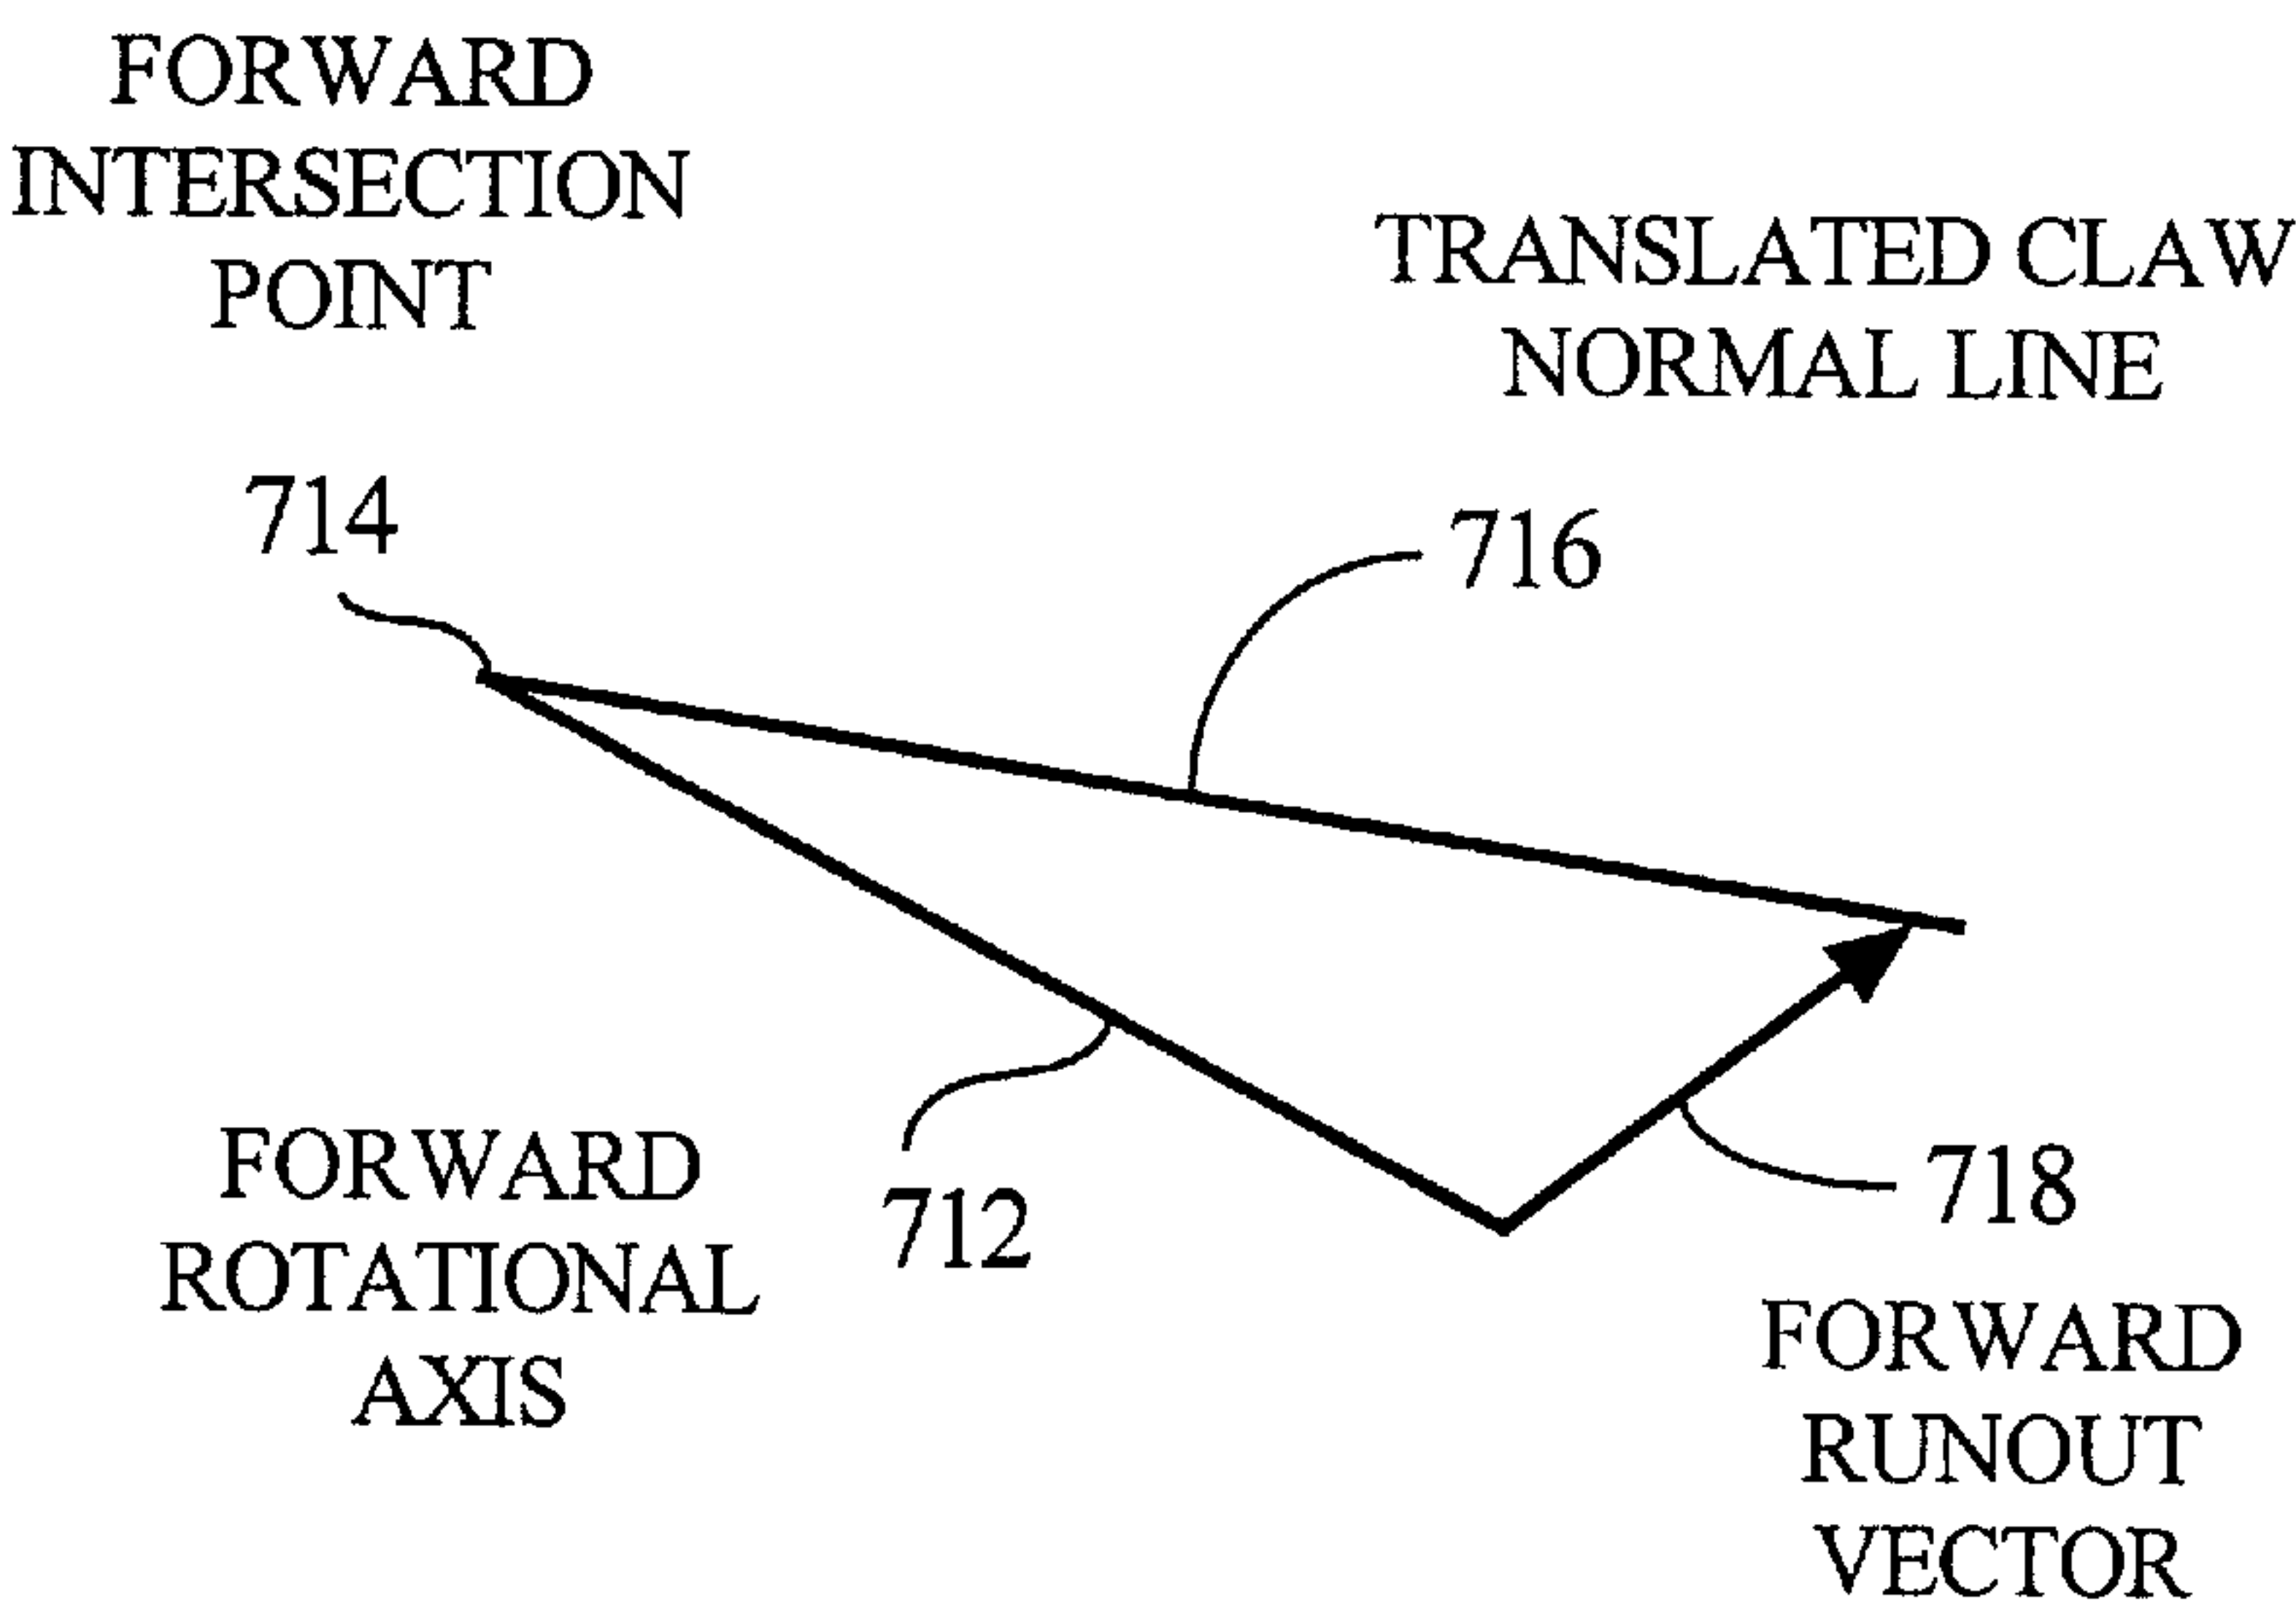 FORWARD
INTERSECTION
POINT
TRANSLATED CLAW
NORMAL LINE
714
716
FORWARD
ROTATIONAL
AXIS
712
718
FORWARD
RUNOUT
VECTOR